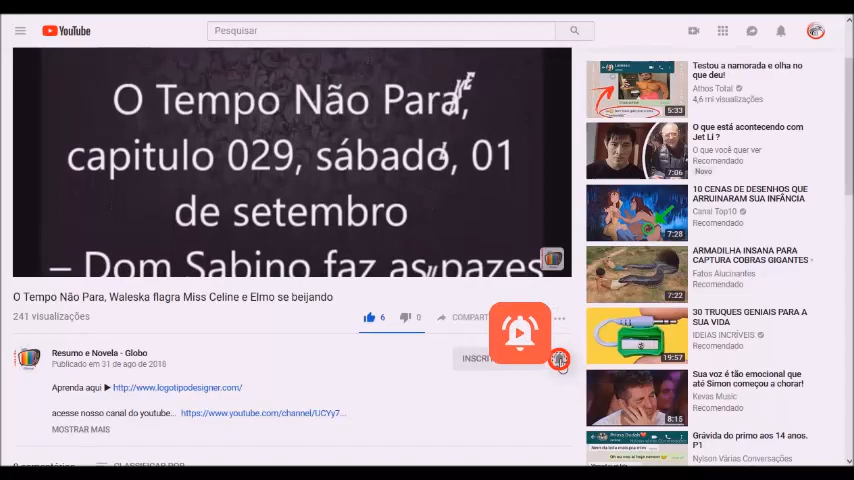 YouTube
Pesquisar
O Tempo Não Para,
capitulo 029, sábado, 01
de setembro
– Dom Sabino faz as pazes
O Tempo Não Para, Waleska flagra Miss Celine e Elmo se beijando
241 visualizações
6
0
COMPART
Resumo e Novela - Globo
Publicado em 31 de ago de 2018
INSCRIT
Aprenda aqui ▶ http://www.logotipodesigner.com/
acesse nosso canal do youtube... https://www.youtube.com/channel/UCYy7...
MOSTRAR MAIS
0 comentários
CLASSIFICAR POR
Testou a namorada e olha no
que deu!
Athos Total
4,6 mi visualizações
5:33
O que está acontecendo com
Jet Li ?
O que você quer ver
Recomendado
Novo
7:06
10 CENAS DE DESENHOS QUE
ARRUINARAM SUA INFÂNCIA
Canal Top10
Recomendado
7:28
ARMADILHA INSANA PARA
CAPTURA COBRAS GIGANTES -
Fatos Alucinantes
Recomendado
7:22
30 TRUQUES GENIAIS PARA A
SUA VIDA
INCRÍVEL
Recomendado
19:57
Sua voz é tão emocional que
até Simon começou a chorar!
Kevas Music
Recomendado
8:15
Grávida do primo aos 14 anos.
P1
Nylson Várias Conversações